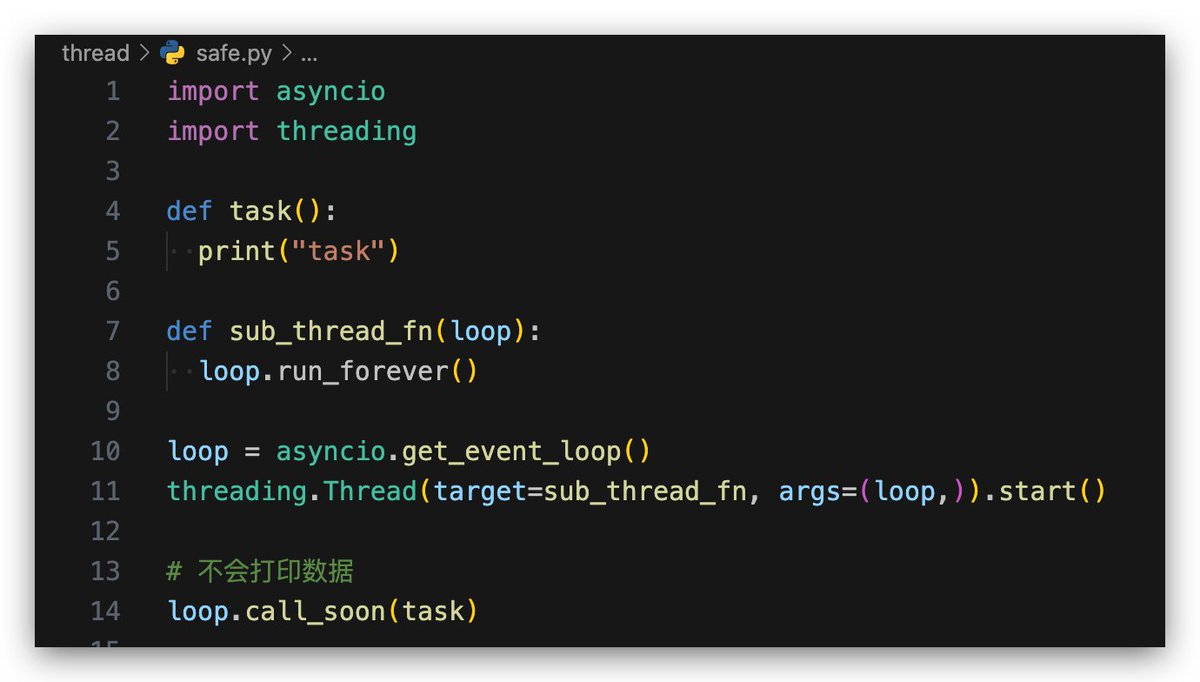 thread > safe.py > ...
1 import asyncio
2 import threading
3
4 def task():
5   print("task")
6
7 def sub_thread_fn(loop):
8   loop.run_forever()
9
10 loop = asyncio.get_event_loop()
11 threading.Thread(target=sub_thread_fn, args=(loop,)).start()
12
13 # 不会打印数据
14 loop.call_soon(task)
15